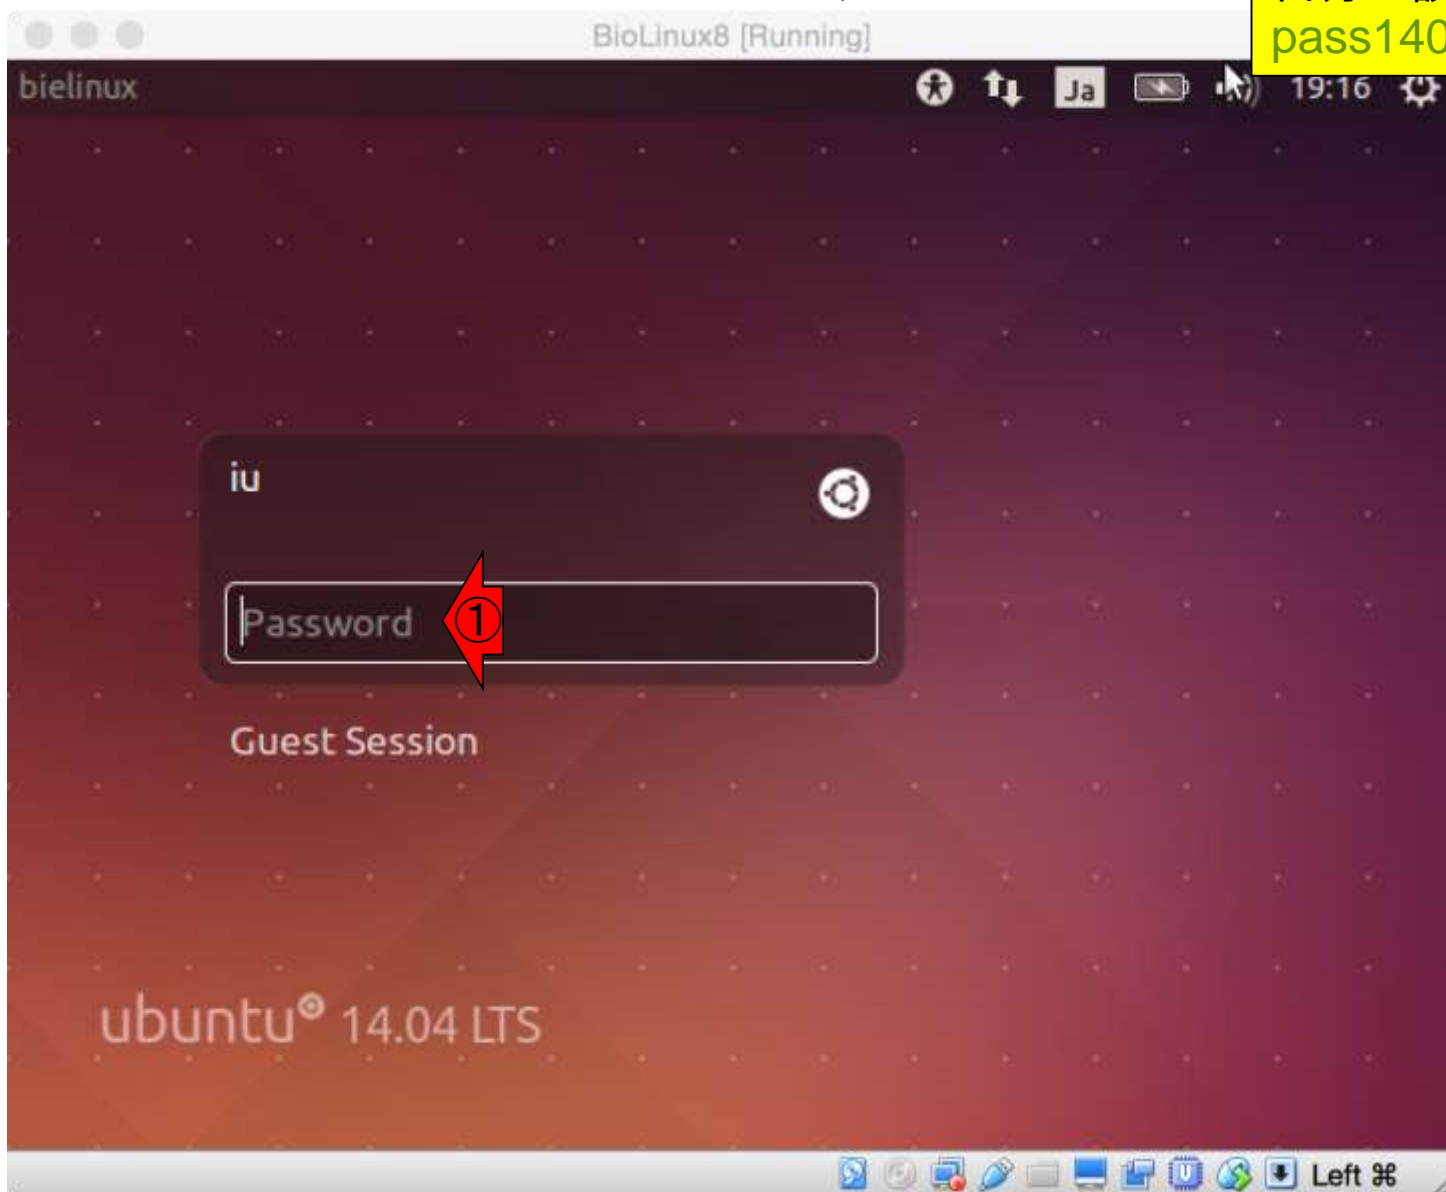 BioLinux8 [Running]
pass140
bielinux
Ja
19:16
iu
Password
①
Guest Session
ubuntu® 14.04 LTS
Left ⌘